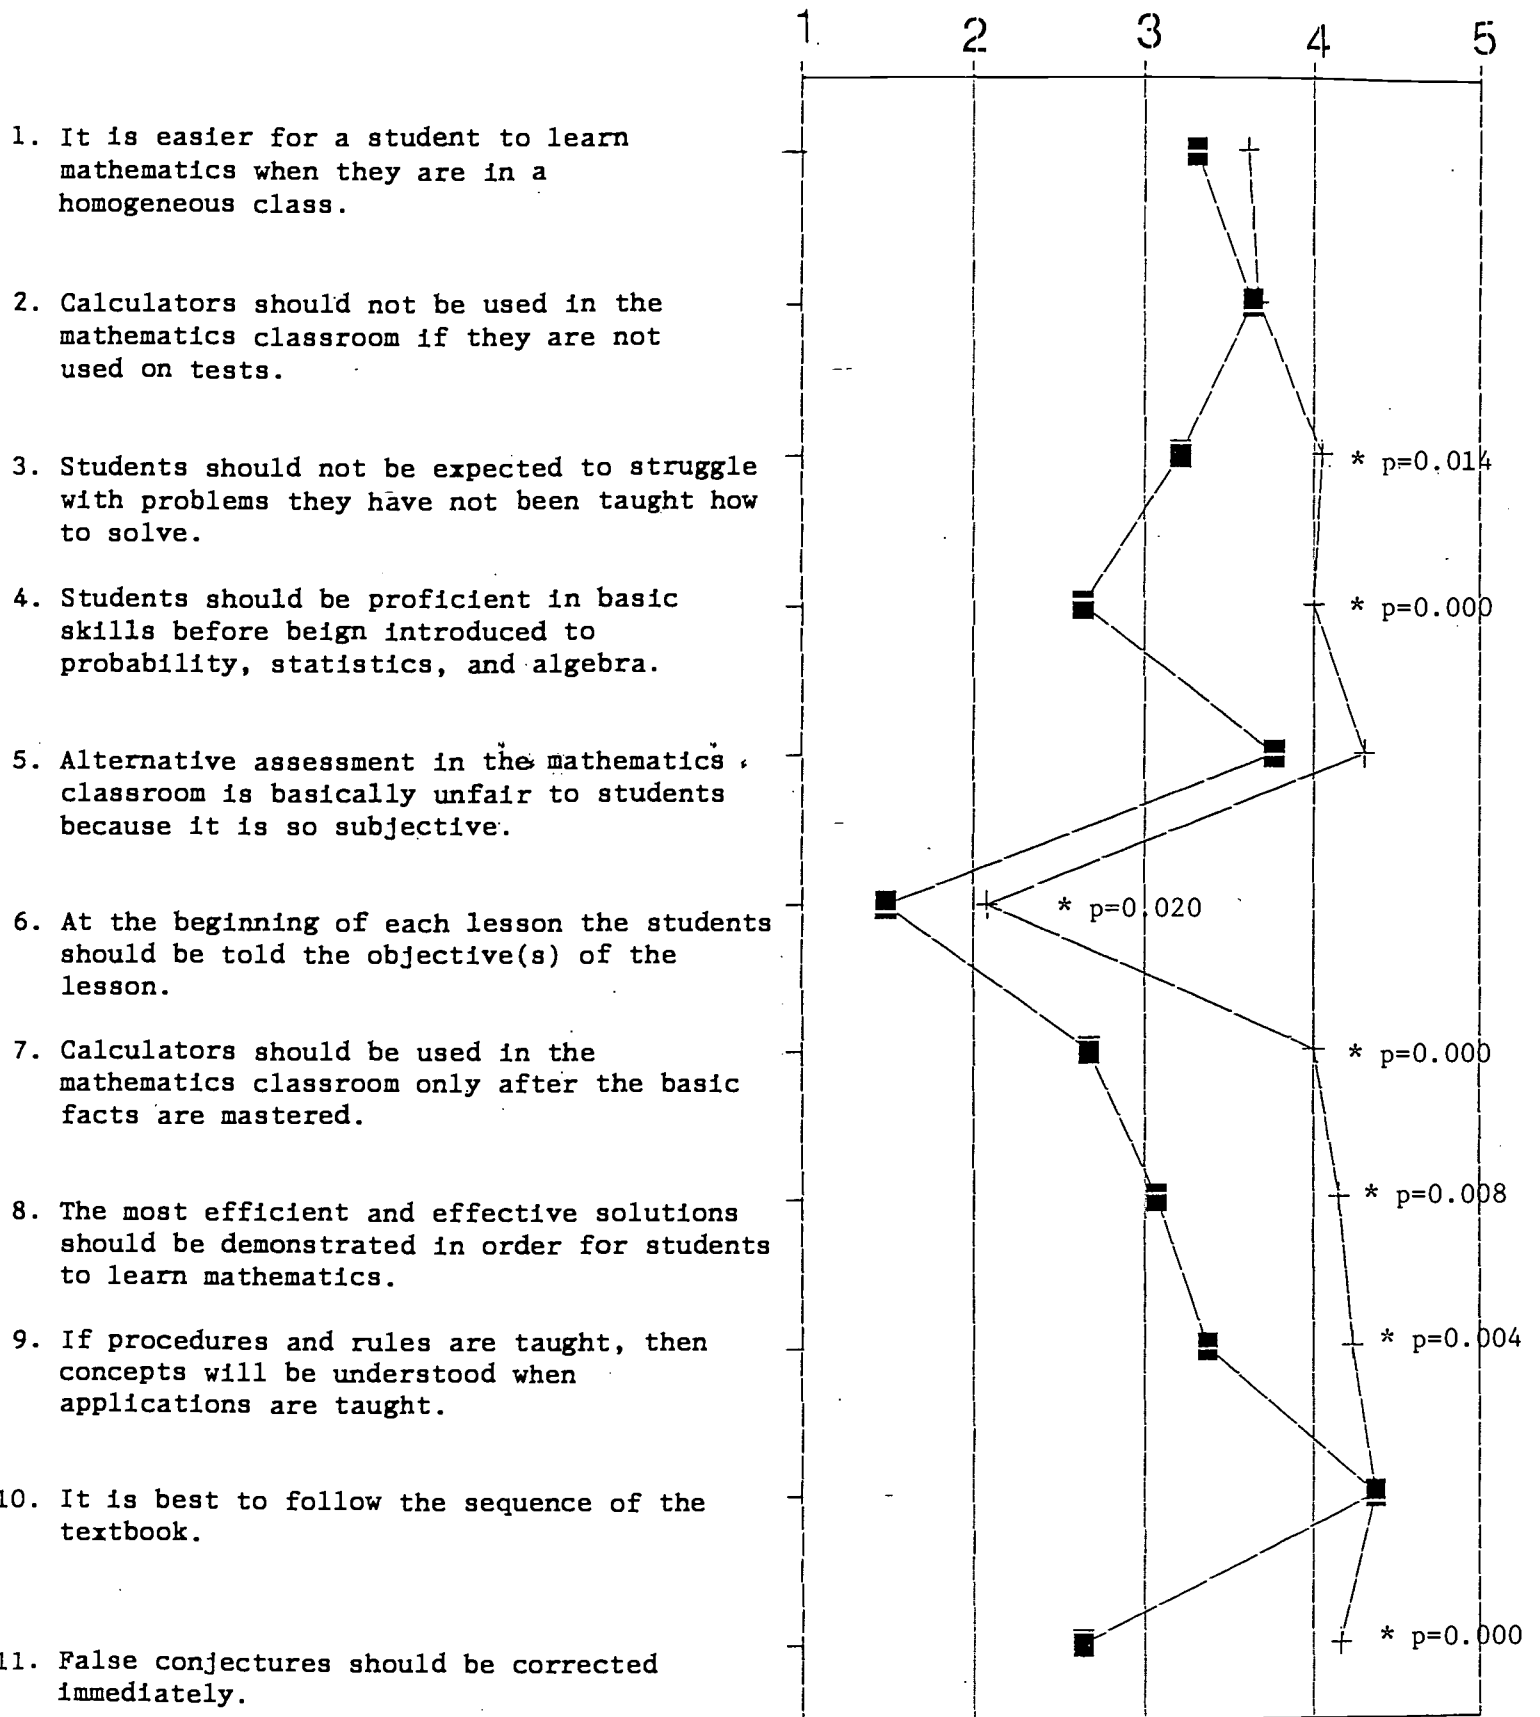 1 2 3 4 5
1. It is easier for a student to learn
mathematics when they are in a
homogeneous class.
2. Calculators should not be used in the
mathematics classroom if they are not
used on tests.
3. Students should not be expected to struggle
with problems they have not been taught how
to solve.
* p=0.014
4. Students should be proficient in basic
skills before beign introduced to
probability, statistics, and algebra.
* p=0.000
5. Alternative assessment in the mathematics
classroom is basically unfair to students
because it is so subjective.
6. At the beginning of each lesson the students
should be told the objective(s) of the
lesson.
* p=0.020
7. Calculators should be used in the
mathematics classroom only after the basic
facts are mastered.
* p=0.000
8. The most efficient and effective solutions
should be demonstrated in order for students
to learn mathematics.
* p=0.008
9. If procedures and rules are taught, then
concepts will be understood when
applications are taught.
* p=0.004
10. It is best to follow the sequence of the
textbook.
11. False conjectures should be corrected
immediately.
* p=0.000